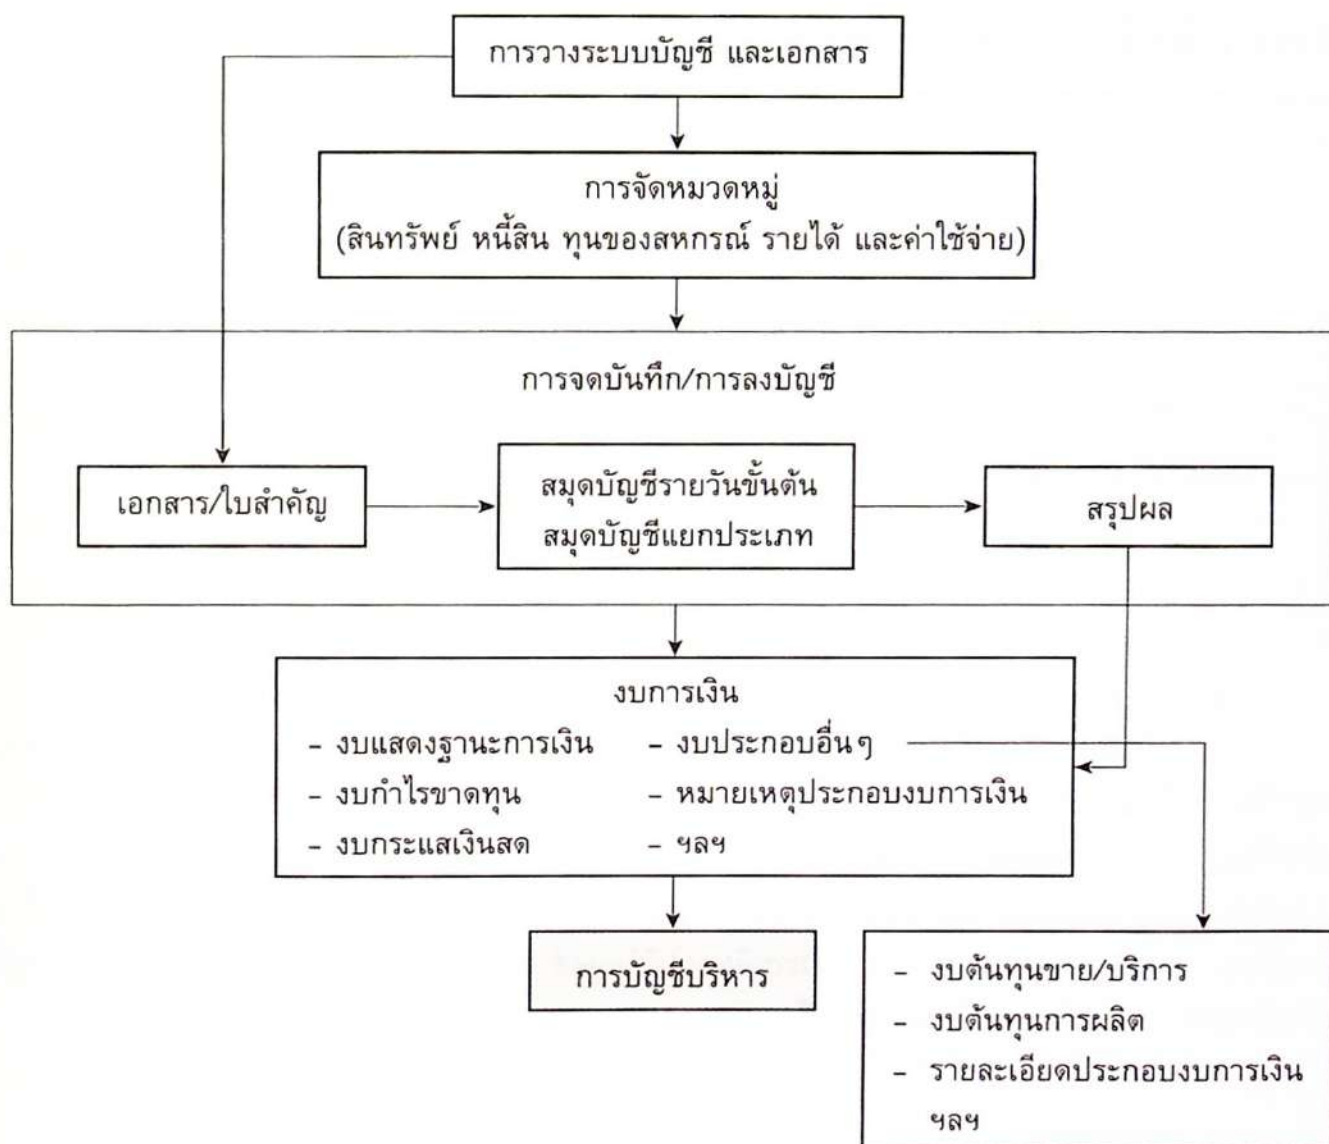 การวางระบบบัญชี และเอกสาร
การจัดหมวดหมู่
(สินทรัพย์ หนี้สิน ทุนของสหกรณ์ รายได้ และค่าใช้จ่าย)
การจดบันทึก/การลงบัญชี
เอกสาร/ใบสำคัญ
สมุดบัญชีรายวันขั้นต้น
สมุดบัญชีแยกประเภท
สรุปผล
งบการเงิน
- งบแสดงฐานะการเงิน
- งบกำไรขาดทุน
- งบกระแสเงินสด
- งบประกอบอื่นๆ
- หมายเหตุประกอบงบการเงิน
- ฯลฯ
การบัญชีบริหาร
- งบต้นทุนขาย/บริการ
- งบต้นทุนการผลิต
- รายละเอียดประกอบงบการเงิน
ฯลฯ